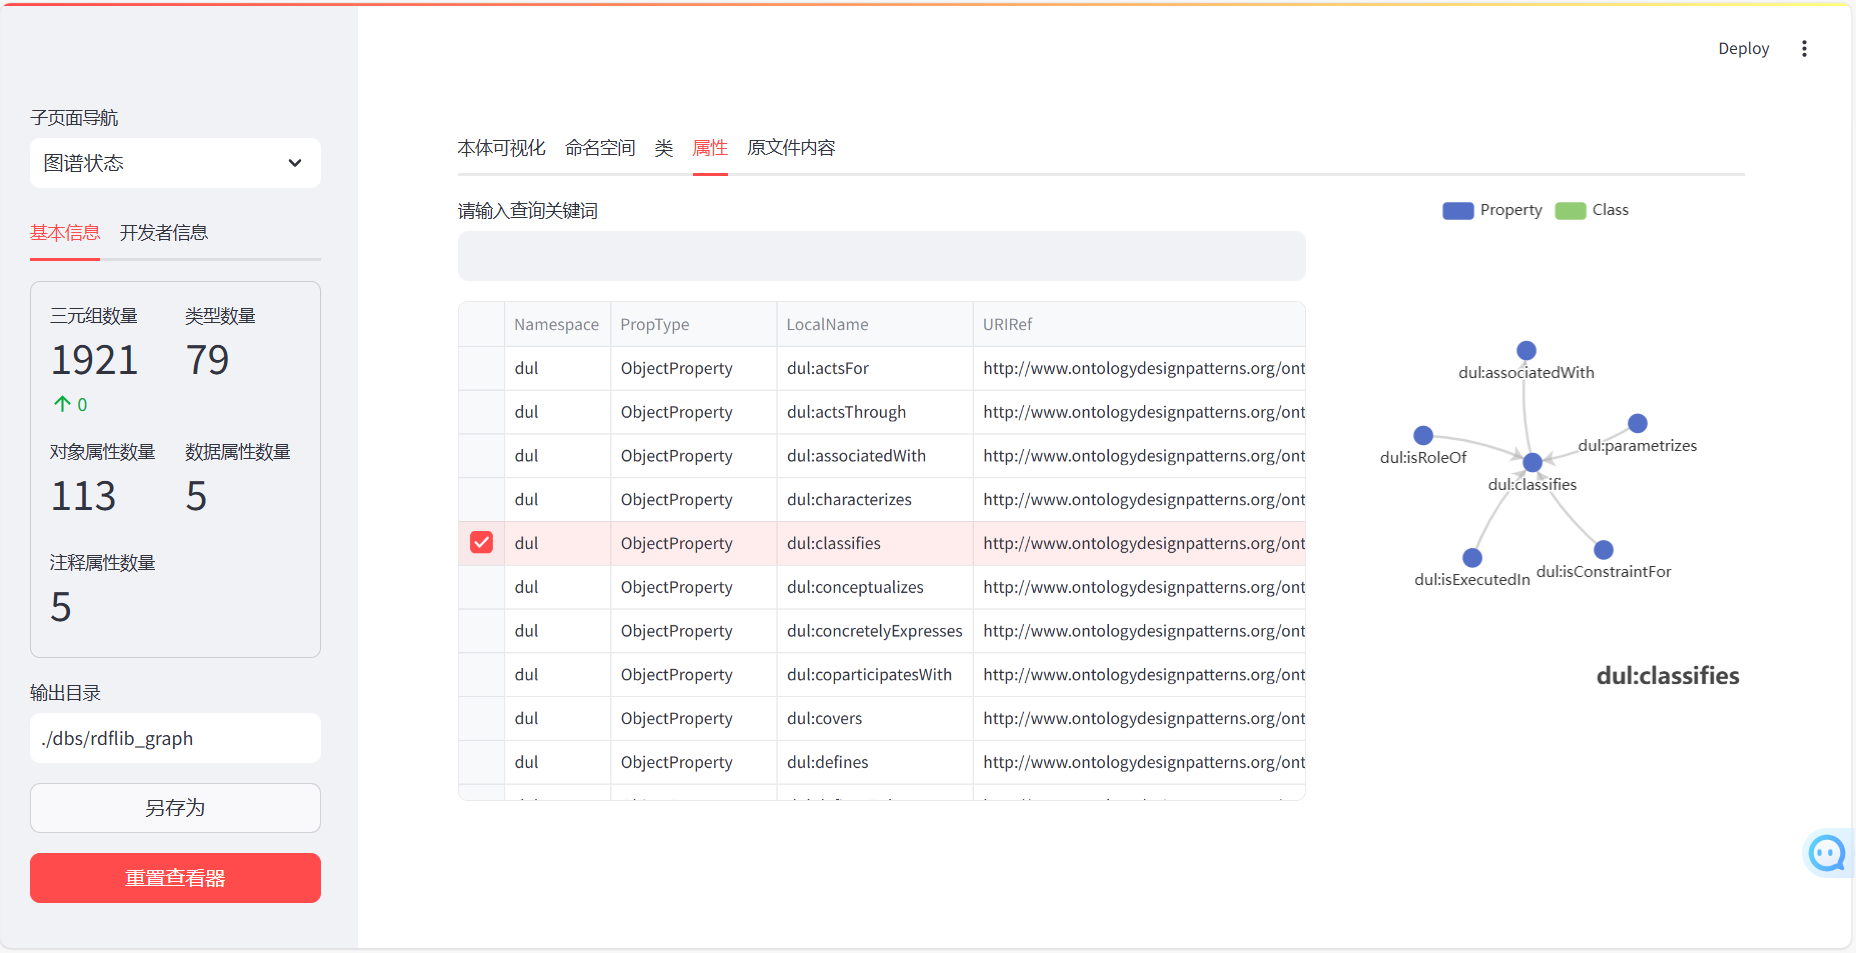 Deploy
子页面导航
图谱状态
基本信息 开发者信息
三元组数量 类型数量
1921 79
0
对象属性数量 数据属性数量
113 5
注释属性数量
5
输出目录
./dbs/rdflib_graph
另存为
重置查看器
本体可视化 命名空间 类 属性 原文件内容
请输入查询关键词
Namespace PropType LocalName URIRef
dul ObjectProperty dul:actsFor http://www.ontologydesignpatterns.org/ont
dul ObjectProperty dul:actsThrough http://www.ontologydesignpatterns.org/ont
dul ObjectProperty dul:associatedWith http://www.ontologydesignpatterns.org/ont
dul ObjectProperty dul:characterizes http://www.ontologydesignpatterns.org/ont
dul ObjectProperty dul:classifies http://www.ontologydesignpatterns.org/ont
dul ObjectProperty dul:conceptualizes http://www.ontologydesignpatterns.org/ont
dul ObjectProperty dul:concretelyExpresses http://www.ontologydesignpatterns.org/ont
dul ObjectProperty dul:coparticipatesWith http://www.ontologydesignpatterns.org/ont
dul ObjectProperty dul:covers http://www.ontologydesignpatterns.org/ont
dul ObjectProperty dul:defines http://www.ontologydesignpatterns.org/ont
Property Class
dul:associatedWith
dul:parametrizes
dul:isRoleOf
dul:classifies
dul:isConstraintFor
dul:isExecutedIn
dul:classifies